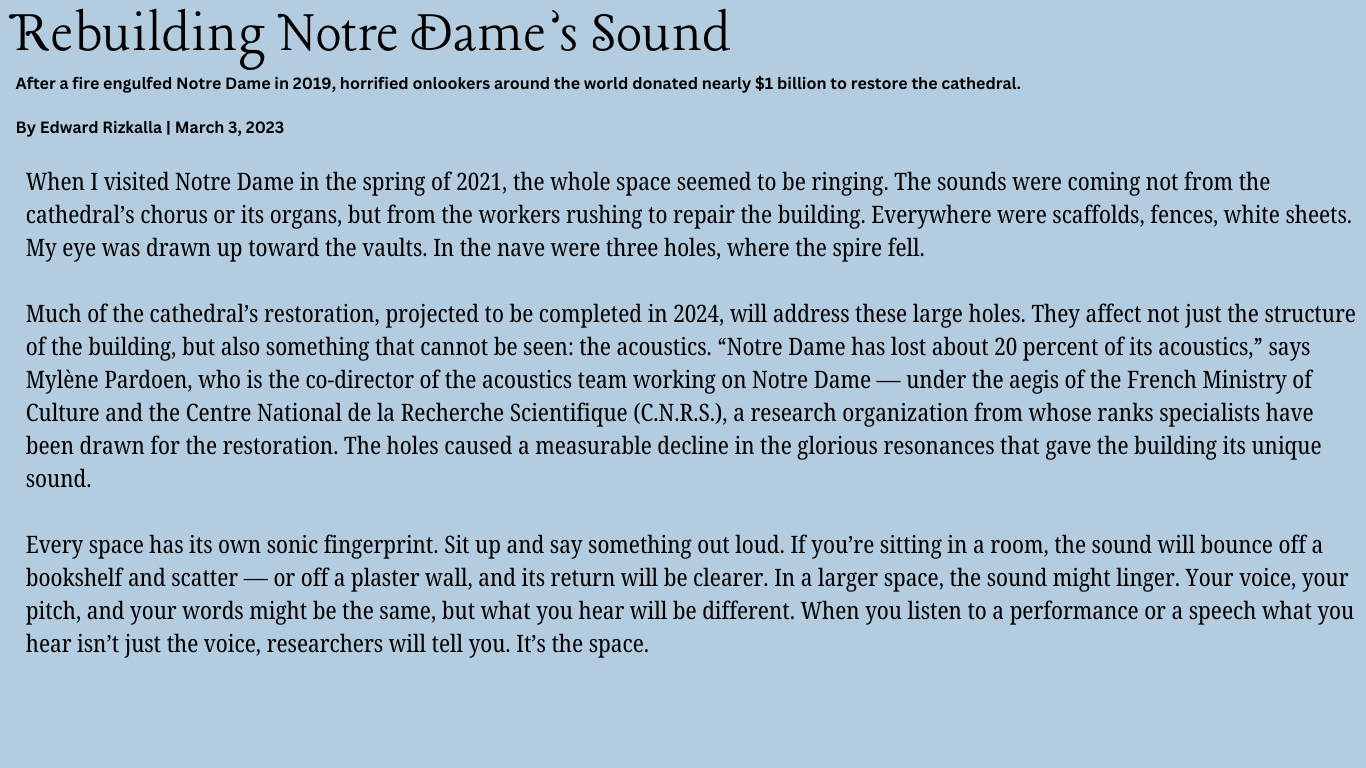 Rebuilding Notre Dame’s Sound
After a fire engulfed Notre Dame in 2019, horrified onlookers around the world donated nearly $1 billion to restore the cathedral.
By Edward Rizkalla | March 3, 2023
When I visited Notre Dame in the spring of 2021, the whole space seemed to be ringing. The sounds were coming not from the
cathedral’s chorus or its organs, but from the workers rushing to repair the building. Everywhere were scaffolds, fences, white sheets.
My eye was drawn up toward the vaults. In the nave were three holes, where the spire fell.
Much of the cathedral’s restoration, projected to be completed in 2024, will address these large holes. They affect not just the structure
of the building, but also something that cannot be seen: the acoustics. “Notre Dame has lost about 20 percent of its acoustics,” says
Mylène Pardoen, who is the co-director of the acoustics team working on Notre Dame — under the aegis of the French Ministry of
Culture and the Centre National de la Recherche Scientifique (C.N.R.S.), a research organization from whose ranks specialists have
been drawn for the restoration. The holes caused a measurable decline in the glorious resonances that gave the building its unique
sound.
Every space has its own sonic fingerprint. Sit up and say something out loud. If you’re sitting in a room, the sound will bounce off a
bookshelf and scatter — or off a plaster wall, and its return will be clearer. In a larger space, the sound might linger. Your voice, your
pitch, and your words might be the same, but what you hear will be different. When you listen to a performance or a speech what you
hear isn’t just the voice, researchers will tell you. It’s the space.